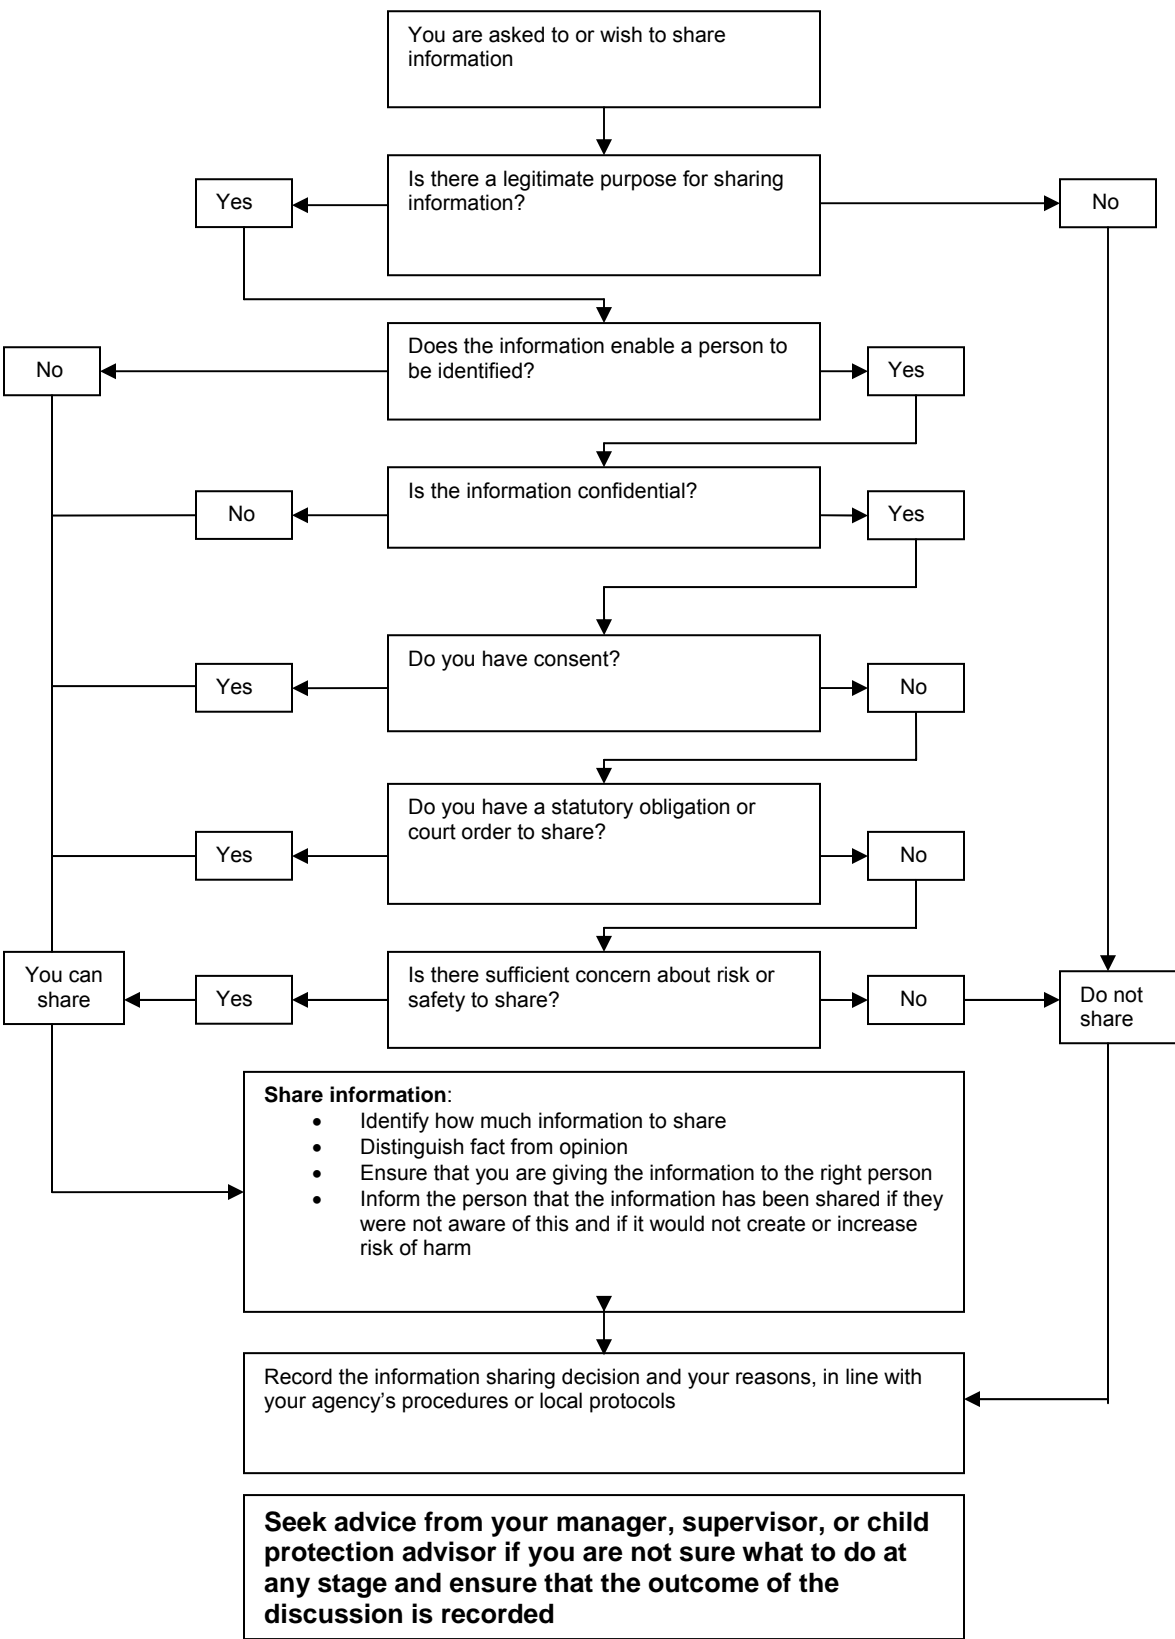 You are asked to or wish to share
information
Is there a legitimate purpose for sharing
information?
Yes
No
Does the information enable a person to
be identified?
No
Yes
Is the information confidential?
No
Yes
Do you have consent?
Yes
No
Do you have a statutory obligation or
court order to share?
Yes
No
Is there sufficient concern about risk or
safety to share?
You can
share
Yes
No
Do not
share
Share information:
• Identify how much information to share
• Distinguish fact from opinion
• Ensure that you are giving the information to the right person
• Inform the person that the information has been shared if they
were not aware of this and if it would not create or increase
risk of harm
Record the information sharing decision and your reasons, in line with
your agency's procedures or local protocols
Seek advice from your manager, supervisor, or child
protection advisor if you are not sure what to do at
any stage and ensure that the outcome of the
discussion is recorded